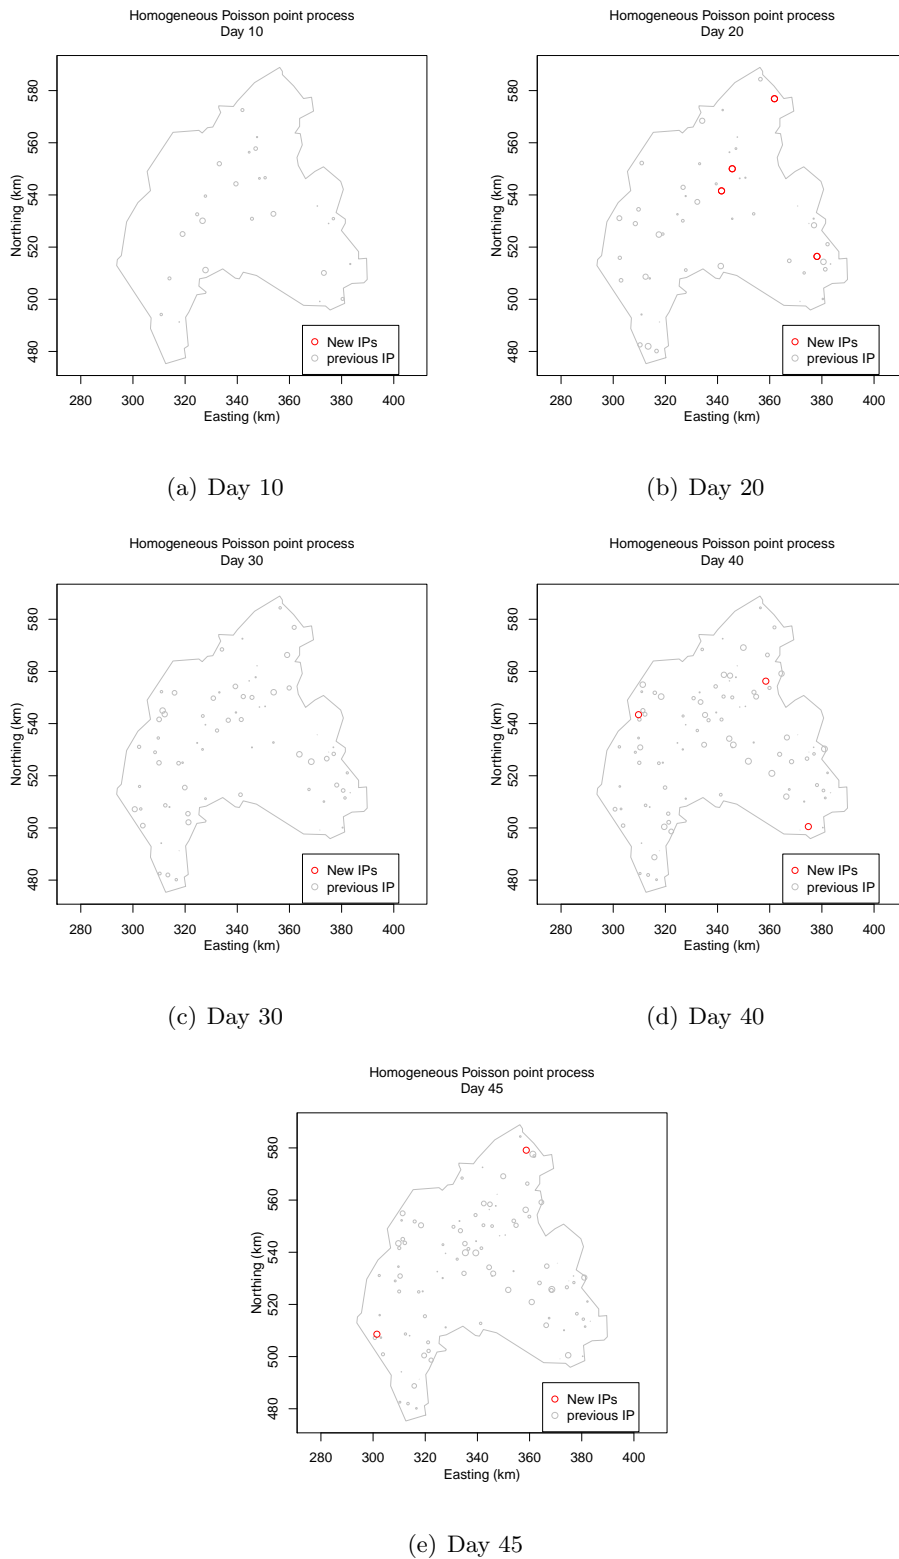 Homogeneous Poisson point process
Day 10
Northing (km)
580
560
540
520
500
480
New IPs
previous IP
280 300 320 340 360 380 400
Easting (km)
(a) Day 10
Homogeneous Poisson point process
Day 20
Northing (km)
580
560
540
520
500
480
New IPs
previous IP
280 300 320 340 360 380 400
Easting (km)
(b) Day 20
Homogeneous Poisson point process
Day 30
Northing (km)
580
560
540
520
500
480
New IPs
previous IP
280 300 320 340 360 380 400
Easting (km)
(c) Day 30
Homogeneous Poisson point process
Day 40
Northing (km)
580
560
540
520
500
480
New IPs
previous IP
280 300 320 340 360 380 400
Easting (km)
(d) Day 40
Homogeneous Poisson point process
Day 45
Northing (km)
580
560
540
520
500
480
New IPs
previous IP
280 300 320 340 360 380 400
Easting (km)
(e) Day 45